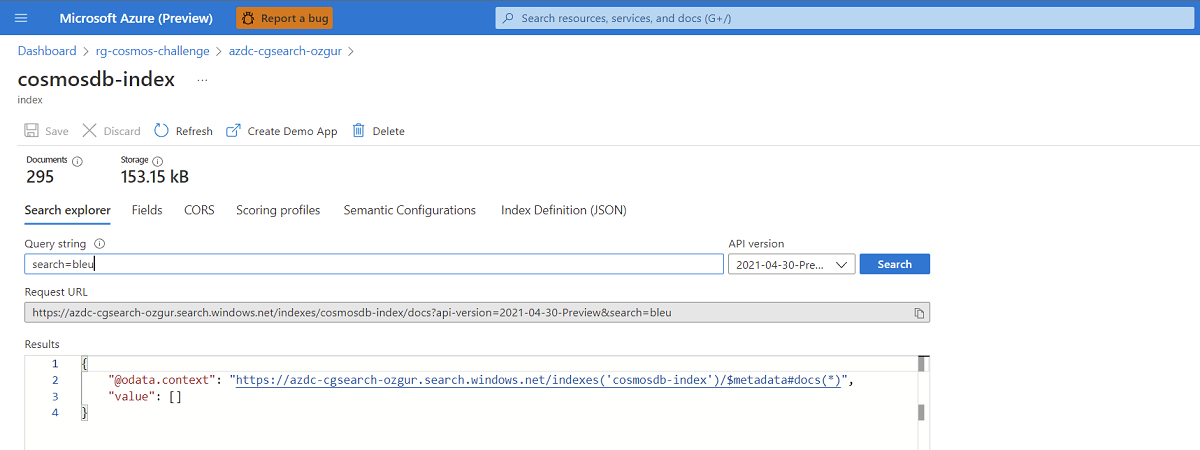 Microsoft Azure (Preview) Report a bug Search resources, services, and docs (G+/)
Dashboard > rg-cosmos-challenge > azdc-cgsearch-ozgur >
cosmosdb-index ...
index
Save Discard Refresh Create Demo App Delete
Documents Storage
295 153.15 kB
Search explorer Fields CORS Scoring profiles Semantic Configurations Index Definition (JSON)
Query string API version
search=bleu 2021-04-30-Pre... Search
Request URL
https://azdc-cgsearch-ozgur.search.windows.net/indexes/cosmosdb-index/docs?api-version=2021-04-30-Preview&search=bleu
Results
1 {
2 "@odata.context": "https://azdc-cgsearch-ozgur.search.windows.net/indexes('cosmosdb-index')/$metadata#docs(*)",
3 "value": []
4 }